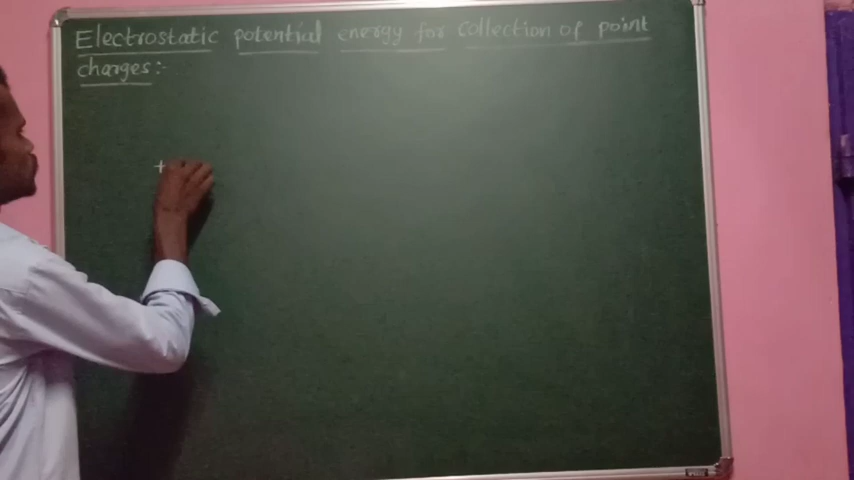 Electrostatic potential energy for collection of point
charges:-
+